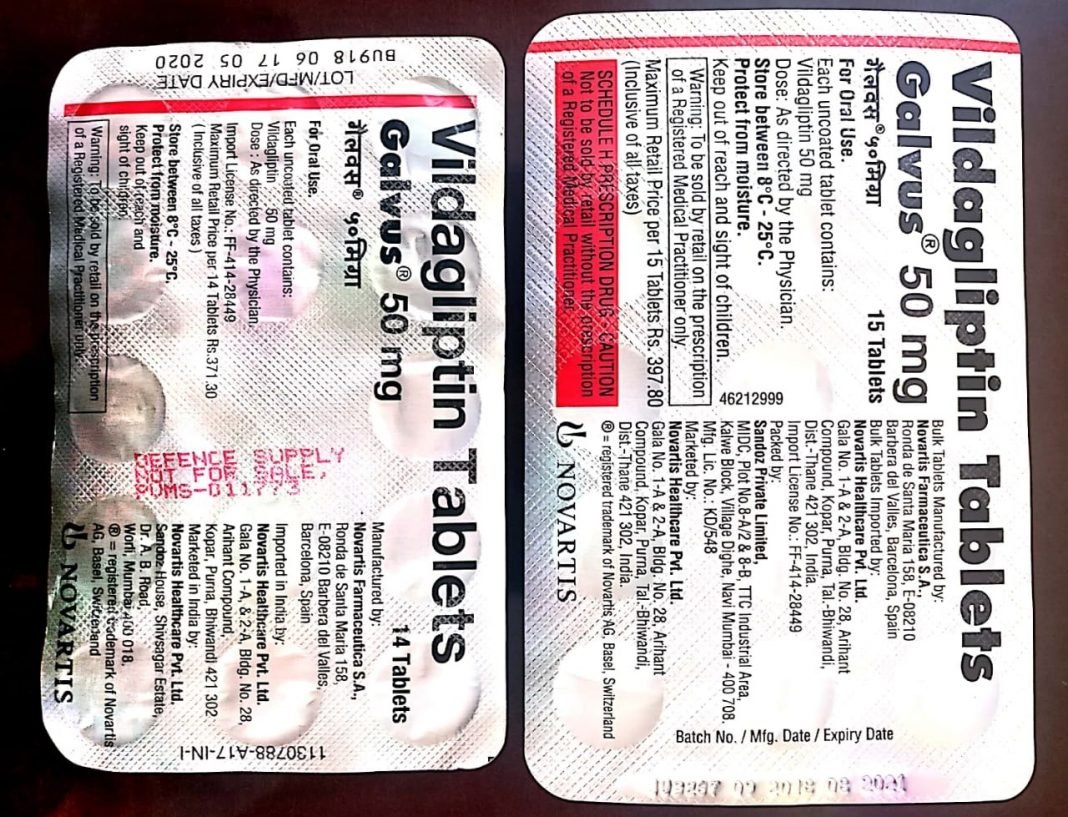 LOT/MFD/EXPIRY DATE
BU918 06 17 05 2020
Vildagliptin Tablets
Galvus® 50 mg
गैलवस® ५०मिग्रा
14 Tablets
For Oral Use.
Each uncoated tablet contains:
Vildagliptin 50 mg
Dose : As directed by the Physician.
Import License No.: FF-414-28449
Maximum Retail Price per 14 Tablets Rs.371.30
( Inclusive of all taxes )
Store between 8°C - 25°C.
Protect from moisture.
Keep out of reach and
sight of children.
Warning: To be sold by retail on the prescription
of a Registered Medical Practitioner only.
DEFENCE SUPPLY
NOT FOR SALE.
Manufactured by:
Novartis Farmaceutica S.A.,
Ronda de Santa Maria 158,
E-08210 Barbera del Valles,
Barcelona, Spain
Imported in India by:
Novartis Healthcare Pvt. Ltd.
Gala No. 1-A, & 2-A, Bldg. No. 28,
Arihant Compound,
Kopar, Purna, Bhiwandi 421 302
Marketed in India by:
Novartis Healthcare Pvt. Ltd.
Sandoz House, Shivsagar Estate,
Dr. A. B. Road,
Worli, Mumbai 400 018.
® = registered trademark of Novartis
AG, Basel, Switzerland
NOVARTIS
1130788-A17-IN-I
Vildagliptin Tablets
Galvus® 50 mg
गैलवस® ५०मिग्रा
15 Tablets
For Oral Use.
Each uncoated tablet contains:
Vildagliptin 50 mg
Dose: As directed by the Physician.
Store between 8°C - 25°C.
Protect from moisture.
Keep out of reach and sight of children.
Warning: To be sold by retail on the prescription
of a Registered Medical Practitioner only.
Maximum Retail Price per 15 Tablets Rs. 397.80
(Inclusive of all taxes)
SCHEDULE H PRESCRIPTION DRUG - CAUTION
Not to be sold by retail without the prescription
of a Registered Medical Practitioner.
46212999
Bulk Tablets Manufactured by:
Novartis Farmaceutica S.A.,
Ronda de Santa Maria 158, E-08210
Barbera del Valles, Barcelona, Spain
Bulk Tablets Imported by:
Novartis Healthcare Pvt. Ltd.
Gala No. 1-A & 2-A, Bldg. No. 28, Arihant
Compound, Kopar, Purna, Tal.-Bhiwandi,
Dist.-Thane 421 302, India.
Import License No.: FF-414-28449
Packed by:
Sandoz Private Limited,
MIDC, Plot No.8-A/2 & 8-B, TTC Industrial Area,
Kalwe Block, Village Dighe, Navi Mumbai - 400 708.
Mfg. Lic. No.: KD/548
Marketed by:
Novartis Healthcare Pvt. Ltd.
Gala No. 1-A & 2-A, Bldg. No. 28, Arihant
Compound, Kopar, Purna, Tal.-Bhiwandi,
Dist.-Thane 421 302, India.
® = registered trademark of Novartis AG, Basel, Switzerland
NOVARTIS
Batch No. / Mfg. Date / Expiry Date